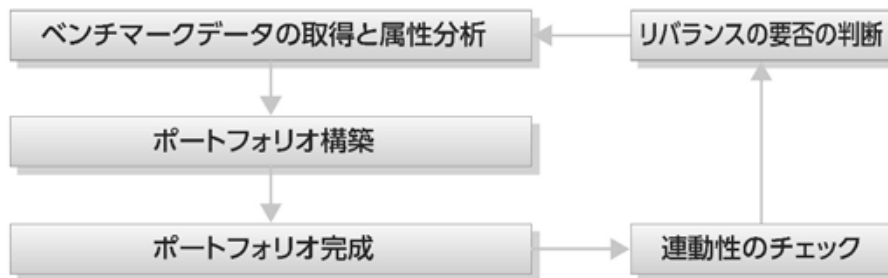 ベンチマークデータの取得と属性分析
リバランスの要否の判断
ポートフォリオ構築
ポートフォリオ完成
連動性のチェック